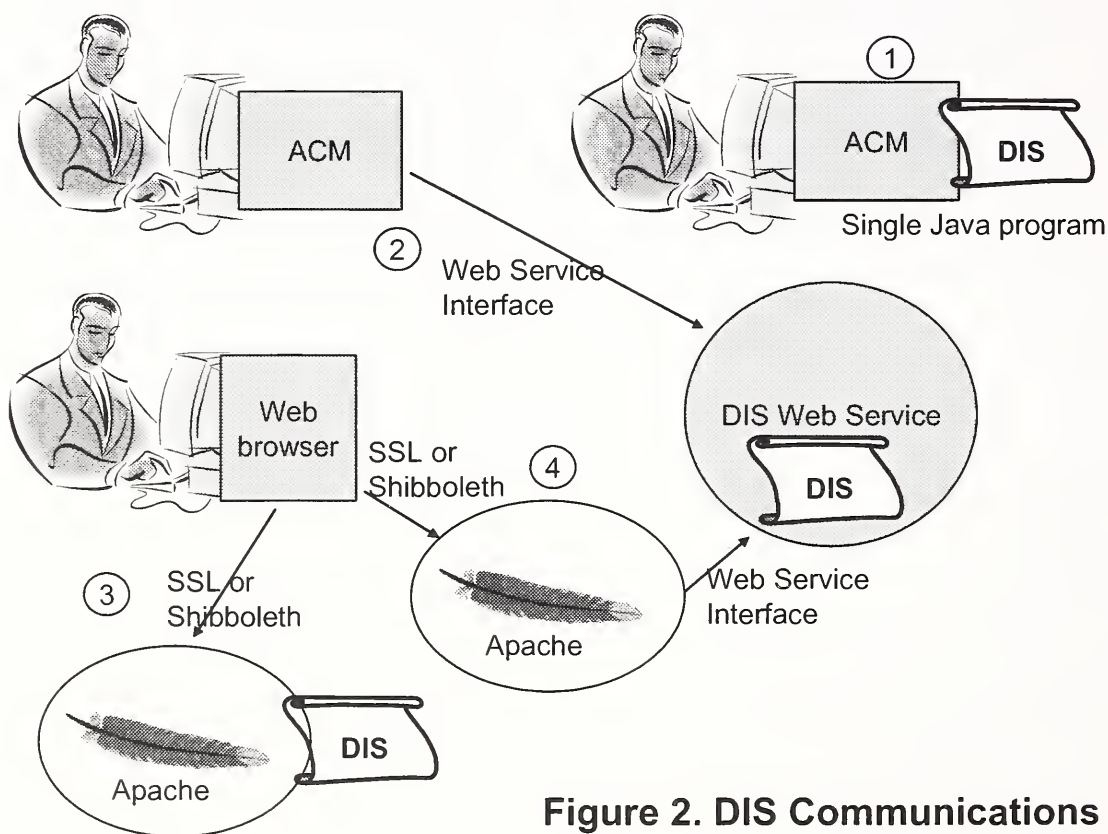 ACM
1
ACM
DIS
Single Java program
2
Web Service
Interface
Web
browser
SSL or
Shibboleth
4
DIS Web Service
DIS
3
SSL or
Shibboleth
Apache
Web Service
Interface
Apache
DIS
Figure 2. DIS Communications